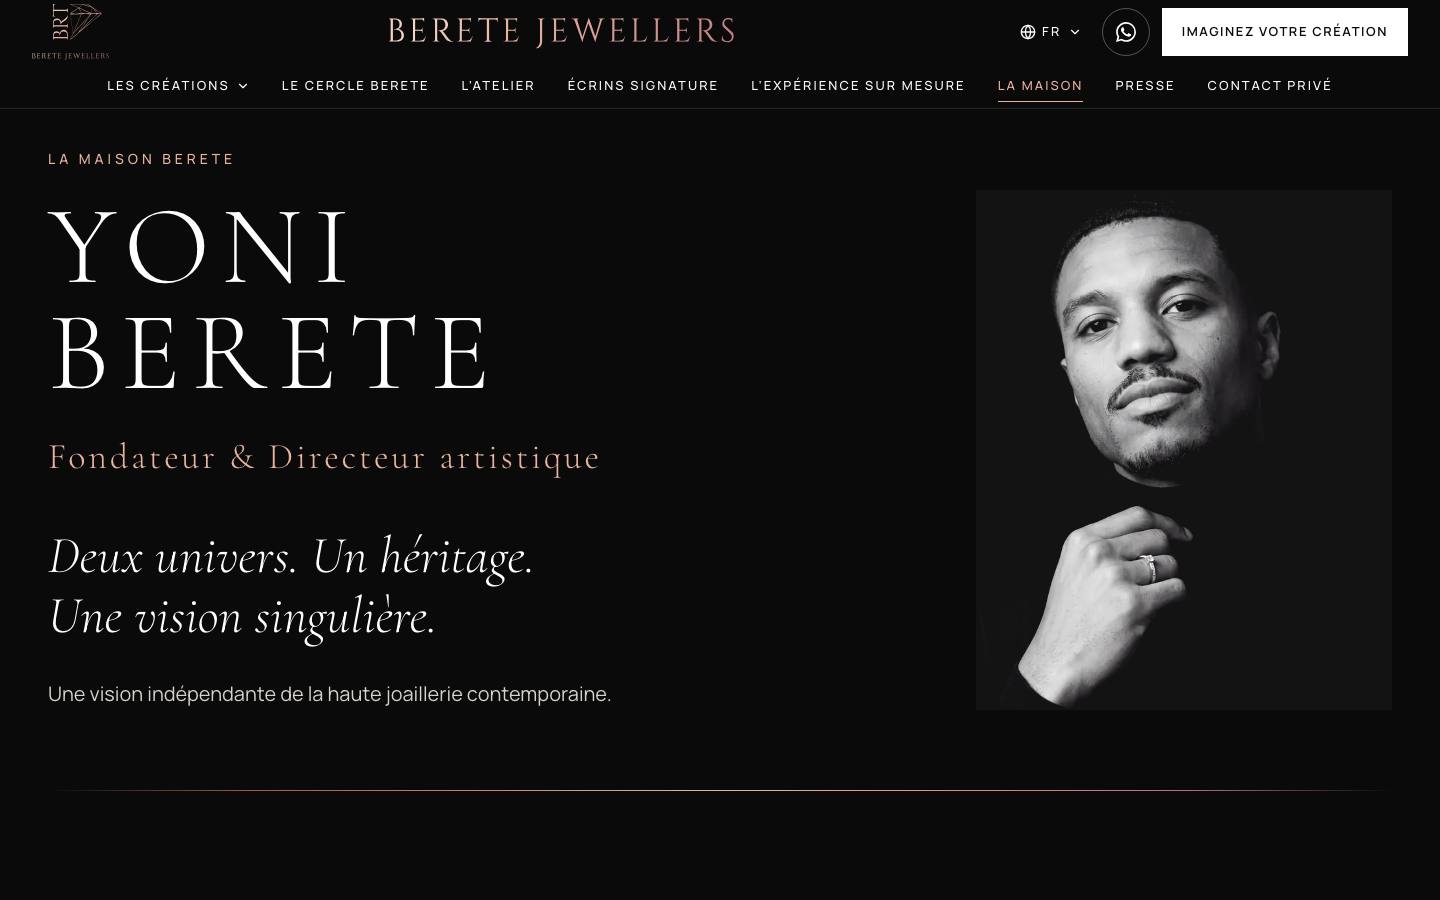 BRT
BERETE JEWELLERS
BERETE JEWELLERS
FR
IMAGINEZ VOTRE CRÉATION
LES CRÉATIONS
LE CERCLE BERETE
L'ATELIER
ÉCRINS SIGNATURE
L'EXPÉRIENCE SUR MESURE
LA MAISON
PRESSE
CONTACT PRIVÉ
LA MAISON BERETE
YONI
BERETE
Fondateur & Directeur artistique
Deux univers. Un héritage.
Une vision singulière.
Une vision indépendante de la haute joaillerie contemporaine.